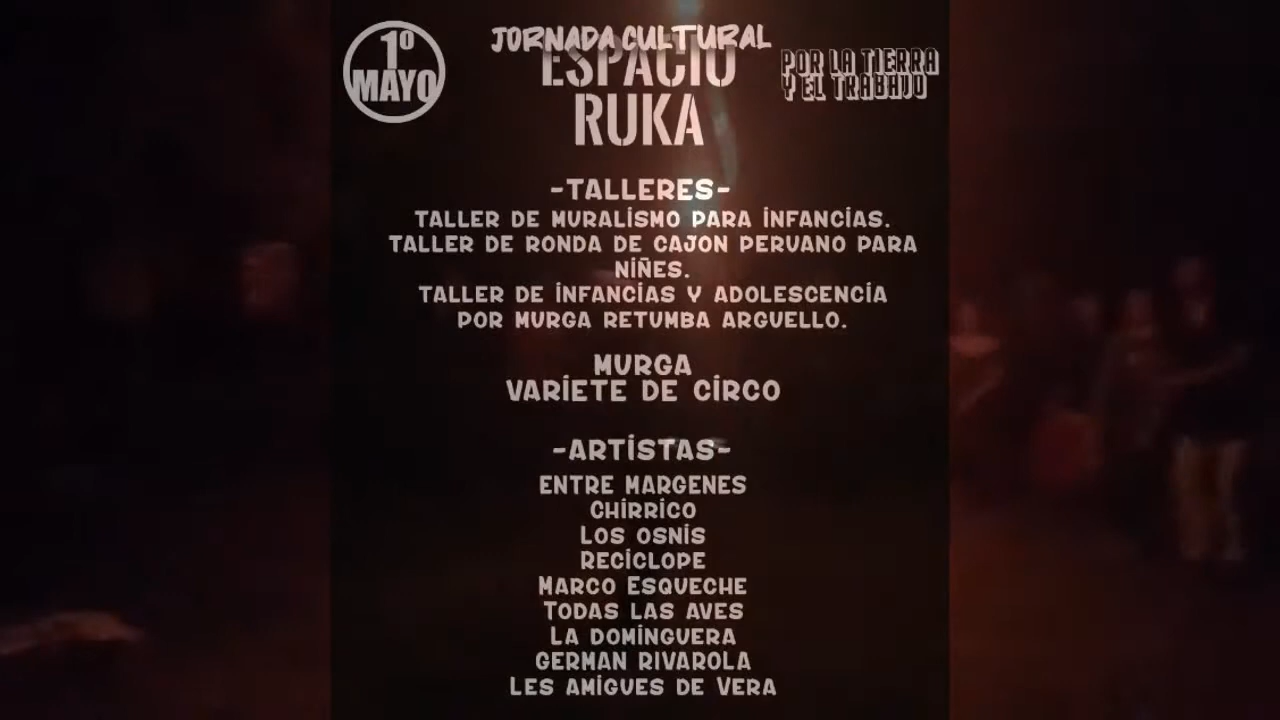 1º
MAYO
JORNADA CULTURAL
ESPACIO
RUKA
POR LA TIERRA
Y EL TRABAJO
-TALLERES-
TALLER DE MURALISMO PARA INFANCIAS.
TALLER DE RONDA DE CAJON PERUANO PARA
NIÑES.
TALLER DE INFANCIAS Y ADOLESCENCIA
POR MURGA RETUMBA ARGUELLO.
MURGA
VARIETE DE CIRCO
-ARTISTAS-
ENTRE MARGENES
CHIRRICO
LOS OSNIS
RECICLOPE
MARCO ESQUECHE
TODAS LAS AVES
LA DOMINGUERA
GERMAN RIVAROLA
LES AMIGUES DE VERA